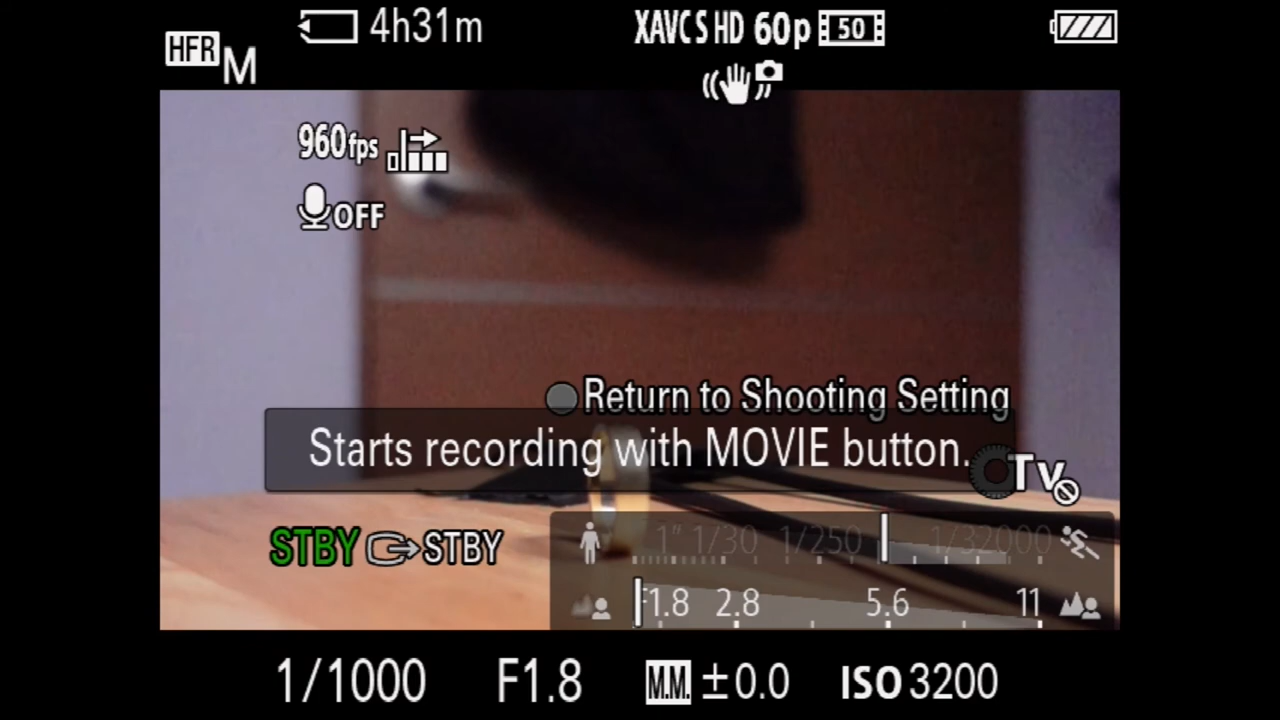 HFR M
4h31m
XAVC S HD 60p 50
960fps
OFF
Return to Shooting Setting
Starts recording with MOVIE button.
Tv
STBY STBY
1" 1/30 1/250 1/32000
F1.8 2.8 5.6 11
1/1000 F1.8 M.M. ±0.0 ISO 3200